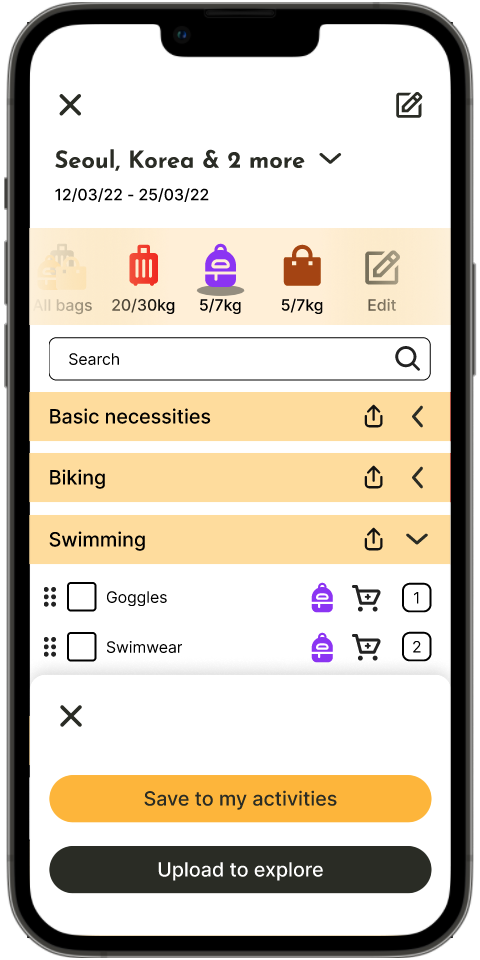 Seoul, Korea & 2 more
12/03/22 - 25/03/22
All bags 20/30kg 5/7kg 5/7kg Edit
Search
Basic necessities
Biking
Swimming
Goggles 1
Swimwear 2
Save to my activities
Upload to explore